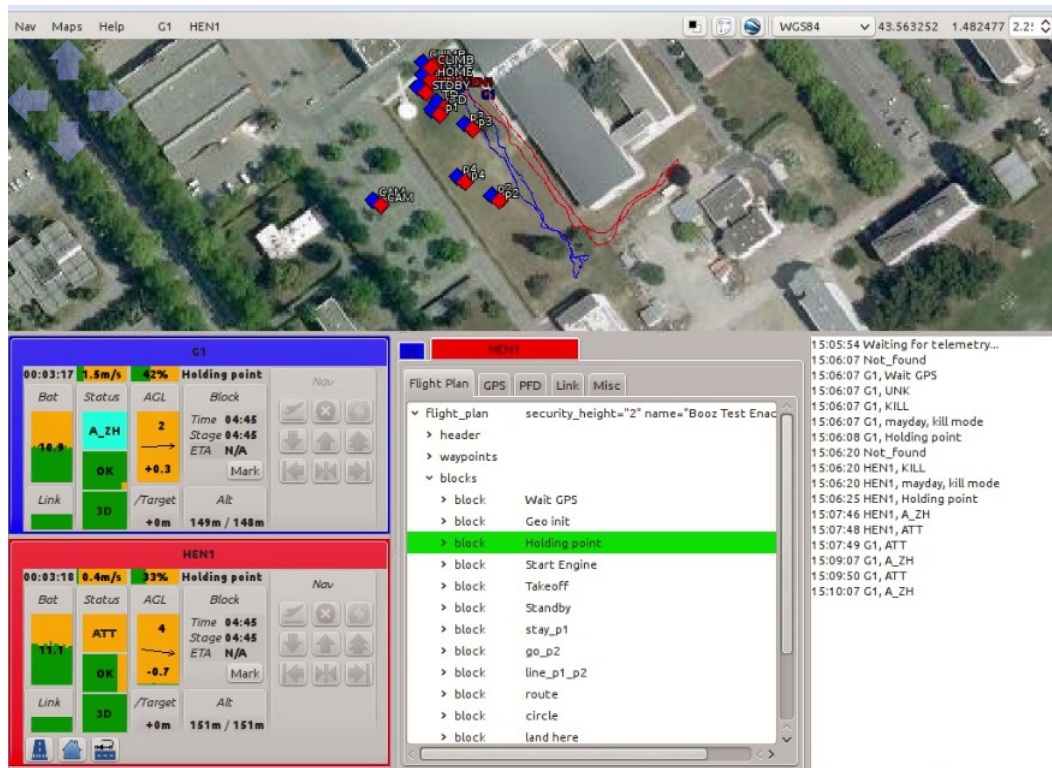 Nav Maps Help G1 HEN1 WGS84 43.563252 1.482477 2.2
CLIMB
HOME
HEN1
STDBY
G1
TD
p1
p3 p3
p4 p4
p2 p2
CAM CAM
G1
00:03:17 1.5m/s 42% Holding point
Bat Status AGL Block Nav
10.9 A_ZH 2 Time 04:45
Stage 04:45
ETA N/A
OK +0.3 Mark
Link 3D /Target Alt
+0m 149m / 148m
HEN1
00:03:18 0.4m/s 33% Holding point
Bat Status AGL Block Nav
11.1 ATT 4 Time 04:45
Stage 04:45
ETA N/A
OK -0.7 Mark
Link 3D /Target Alt
+0m 151m / 151m
HEN1
Flight Plan GPS PFD Link Misc
flight_plan security_height="2" name="Booz Test Enac
header
waypoints
blocks
block Wait GPS
block Geo init
block Holding point
block Start Engine
block Takeoff
block Standby
block stay_p1
block go_p2
block line_p1_p2
block route
block circle
block land here
15:05:54 Waiting for telemetry...
15:06:07 Not_found
15:06:07 G1, Wait GPS
15:06:07 G1, UNK
15:06:07 G1, KILL
15:06:07 G1, mayday, kill mode
15:06:08 G1, Holding point
15:06:20 Not_found
15:06:20 HEN1, KILL
15:06:20 HEN1, mayday, kill mode
15:06:25 HEN1, Holding point
15:07:46 HEN1, A_ZH
15:07:48 HEN1, ATT
15:07:49 G1, ATT
15:09:07 G1, A_ZH
15:09:50 G1, ATT
15:10:07 G1, A_ZH